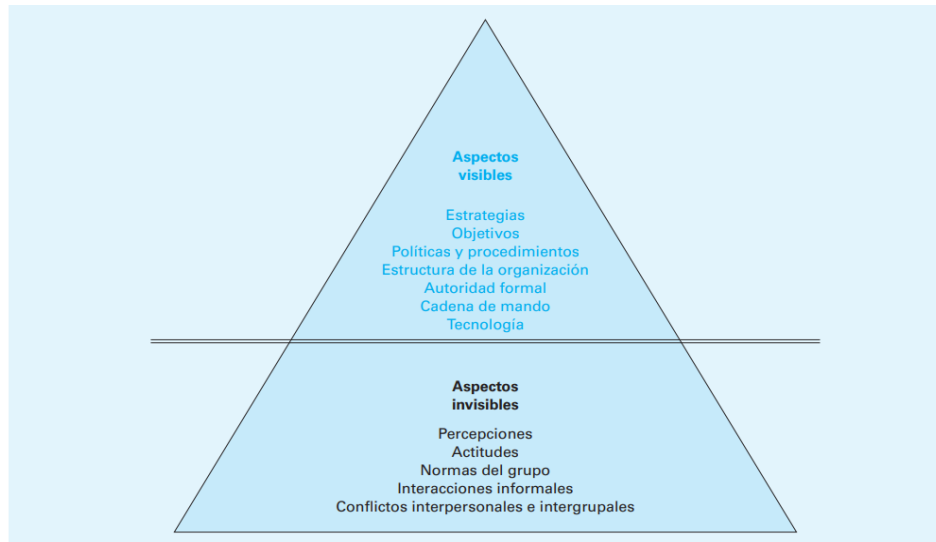 Aspectos
visibles
Estrategias
Objetivos
Políticas y procedimientos
Estructura de la organización
Autoridad formal
Cadena de mando
Tecnología
Aspectos
invisibles
Percepciones
Actitudes
Normas del grupo
Interacciones informales
Conflictos interpersonales e intergrupales